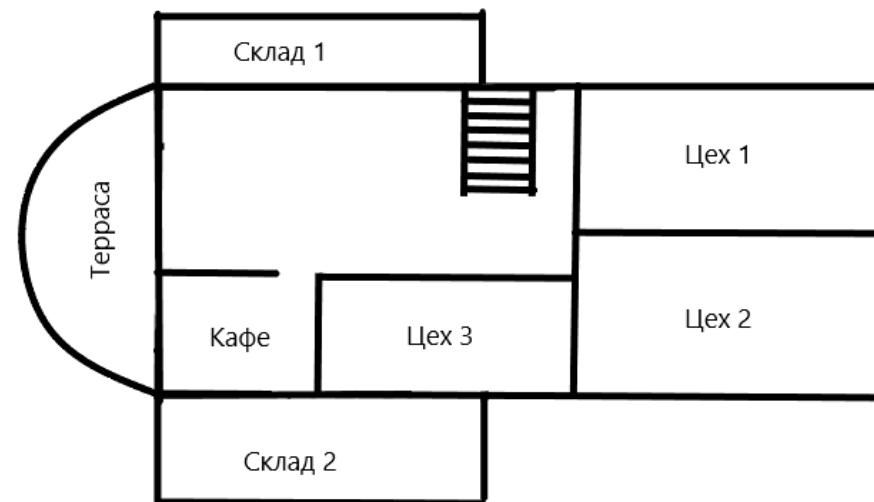 Склад 1
Цех 1
Терраса
Цех 2
Кафе
Цех 3
Склад 2